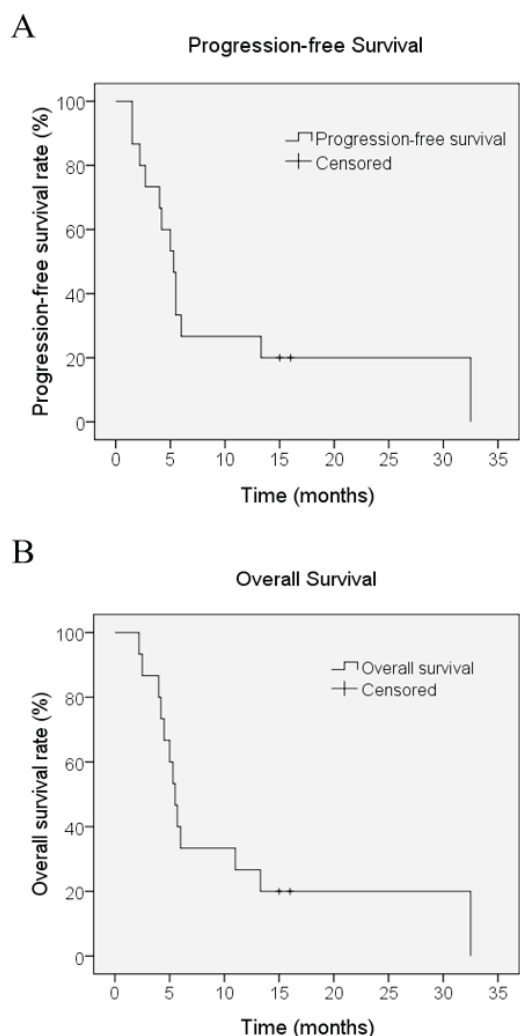 A
Progression-free Survival
Progression-free survival rate (%)
100
80
60
40
20
0
Progression-free survival
Censored
0 5 10 15 20 25 30 35
Time (months)
B
Overall Survival
Overall survival rate (%)
100
80
60
40
20
0
Overall survival
Censored
0 5 10 15 20 25 30 35
Time (months)